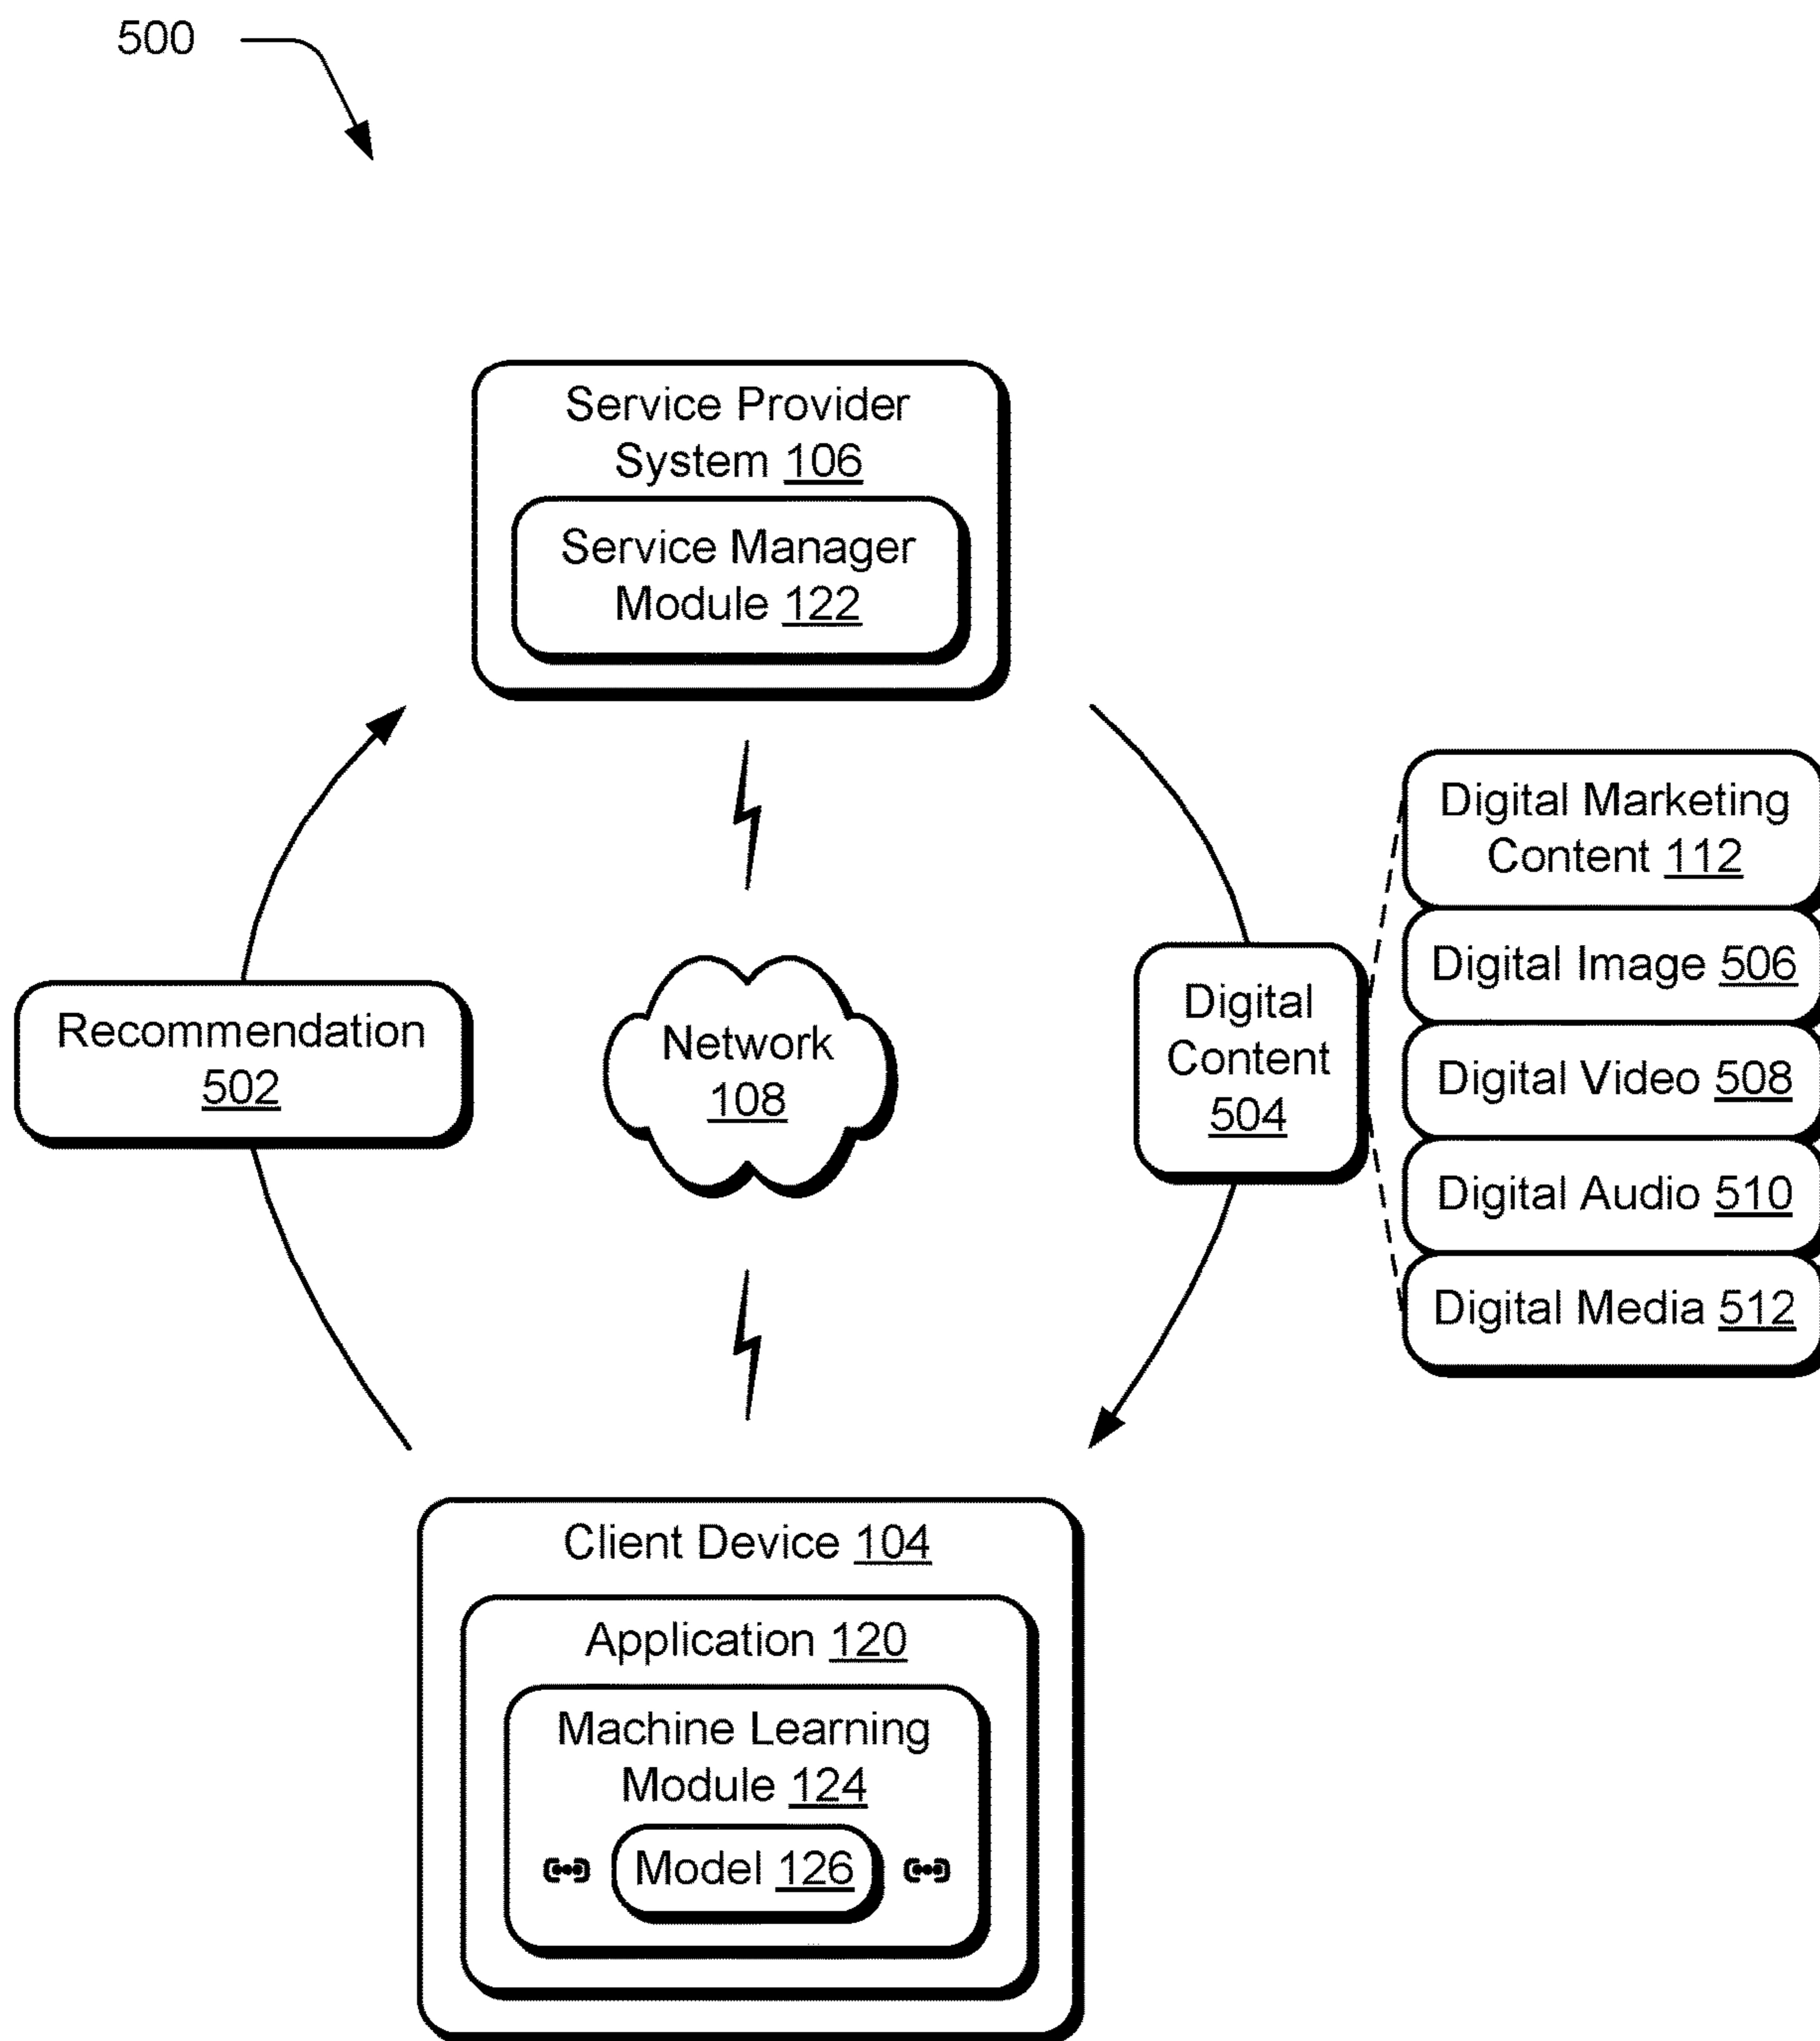 500
Service Provider
System 106
Service Manager
Module 122
Digital Marketing
Content 112
Digital Image 506
Digital Video 508
Digital Audio 510
Digital Media 512
Digital
Content
504
Network
108
Recommendation
502
Client Device 104
Application 120
Machine Learning
Module 124
Model 126